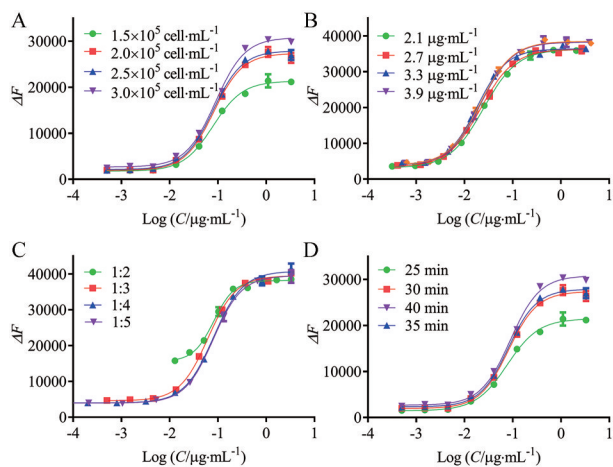 A
1.5×10⁵ cell·mL⁻¹
2.0×10⁵ cell·mL⁻¹
2.5×10⁵ cell·mL⁻¹
3.0×10⁵ cell·mL⁻¹
30000
20000
10000
0
ΔF
-4 -3 -2 -1 0 1
Log (C/μg·mL⁻¹)
B
2.1 μg·mL⁻¹
2.7 μg·mL⁻¹
3.3 μg·mL⁻¹
3.9 μg·mL⁻¹
50000
40000
30000
20000
10000
0
ΔF
-4 -3 -2 -1 0 1
Log (C/μg·mL⁻¹)
C
1:2
1:3
1:4
1:5
40000
30000
20000
10000
0
ΔF
-4 -3 -2 -1 0 1
Log (C/μg·mL⁻¹)
D
25 min
30 min
40 min
35 min
40000
30000
20000
10000
0
ΔF
-4 -3 -2 -1 0 1
Log (C/μg·mL⁻¹)